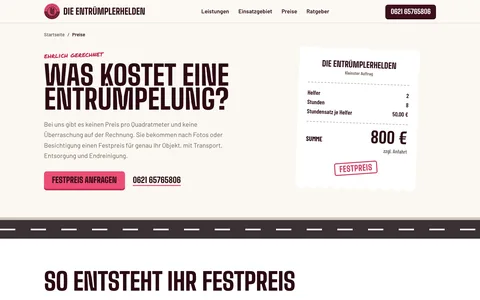 DIE ENTRÜMPLERHELDEN
Leistungen Einsatzgebiet Preise Ratgeber
0621 65765806
Startseite / Preise
EHRLICH GERECHNET
WAS KOSTET EINE
ENTRÜMPELUNG?
Bei uns gibt es keinen Preis pro Quadratmeter und keine
Überraschung auf der Rechnung. Sie bekommen nach Fotos oder
Besichtigung einen Festpreis für genau Ihr Objekt, mit Transport,
Entsorgung und Endreinigung.
FESTPREIS ANFRAGEN 0621 65765806
DIE ENTRÜMPLERHELDEN
Kleinster Auftrag
Helfer 2
Stunden 8
Stundensatz je Helfer 50,00 €
SUMME 800 €
zzgl. Anfahrt
FESTPREIS
SO ENTSTEHT IHR FESTPREIS